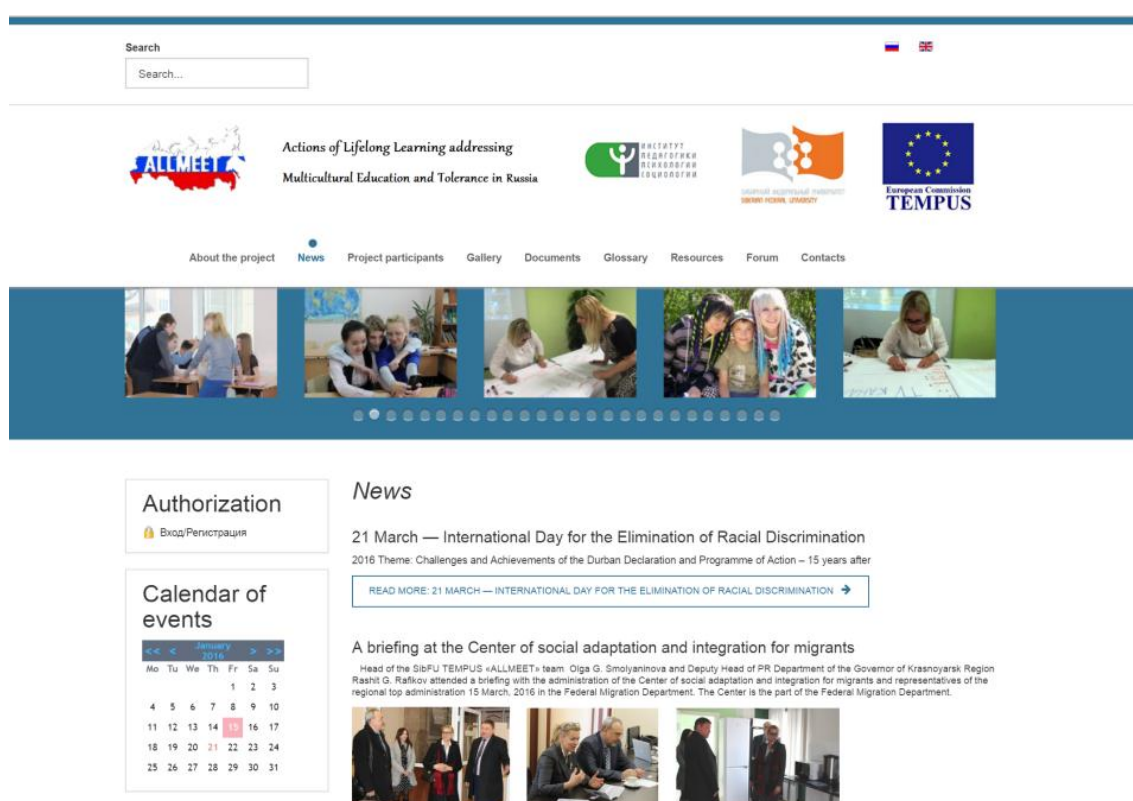 Search
Search...
ALLMEET
Actions of Lifelong Learning addressing
Multicultural Education and Tolerance in Russia
ИНСТИТУТ
ПЕДАГОГИКИ
ПСИХОЛОГИИ
СОЦИОЛОГИИ
СИБИРСКИЙ ФЕДЕРАЛЬНЫЙ УНИВЕРСИТЕТ
SIBERIAN FEDERAL UNIVERSITY
European Commission
TEMPUS
About the project News Project participants Gallery Documents Glossary Resources Forum Contacts
Authorization
Вход/Регистрация
Calendar of
events
<< < January > >>
2016
Mo Tu We Th Fr Sa Su
1 2 3
4 5 6 7 8 9 10
11 12 13 14 15 16 17
18 19 20 21 22 23 24
25 26 27 28 29 30 31
News
21 March — International Day for the Elimination of Racial Discrimination
2016 Theme: Challenges and Achievements of the Durban Declaration and Programme of Action – 15 years after
READ MORE: 21 MARCH — INTERNATIONAL DAY FOR THE ELIMINATION OF RACIAL DISCRIMINATION
A briefing at the Center of social adaptation and integration for migrants
Head of the SibFU TEMPUS «ALLMEET» team Olga G. Smolyaninova and Deputy Head of PR Department of the Governor of Krasnoyarsk Region
Rashit G. Rafikov attended a briefing with the administration of the Center of social adaptation and integration for migrants and representatives of the
regional top administration 15 March, 2016 in the Federal Migration Department. The Center is the part of the Federal Migration Department.